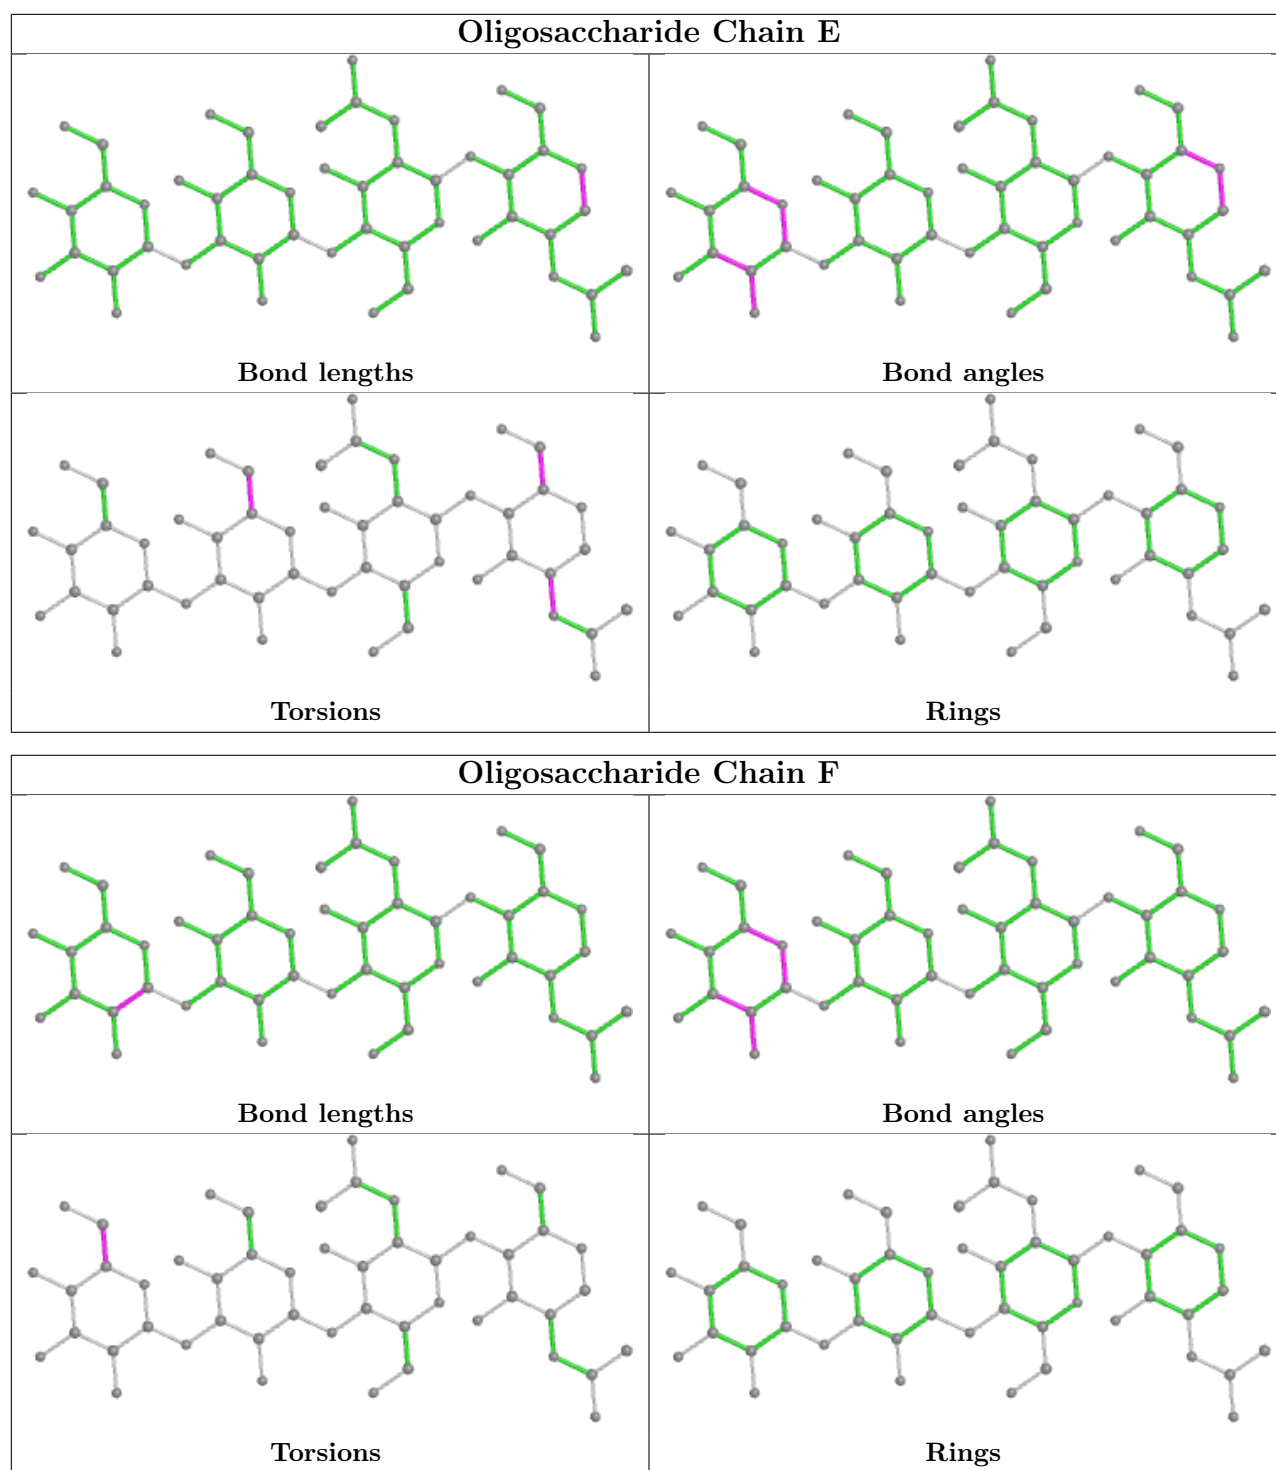 Oligosaccharide Chain E
Bond lengths
Bond angles
Torsions
Rings
Oligosaccharide Chain F
Bond lengths
Bond angles
Torsions
Rings